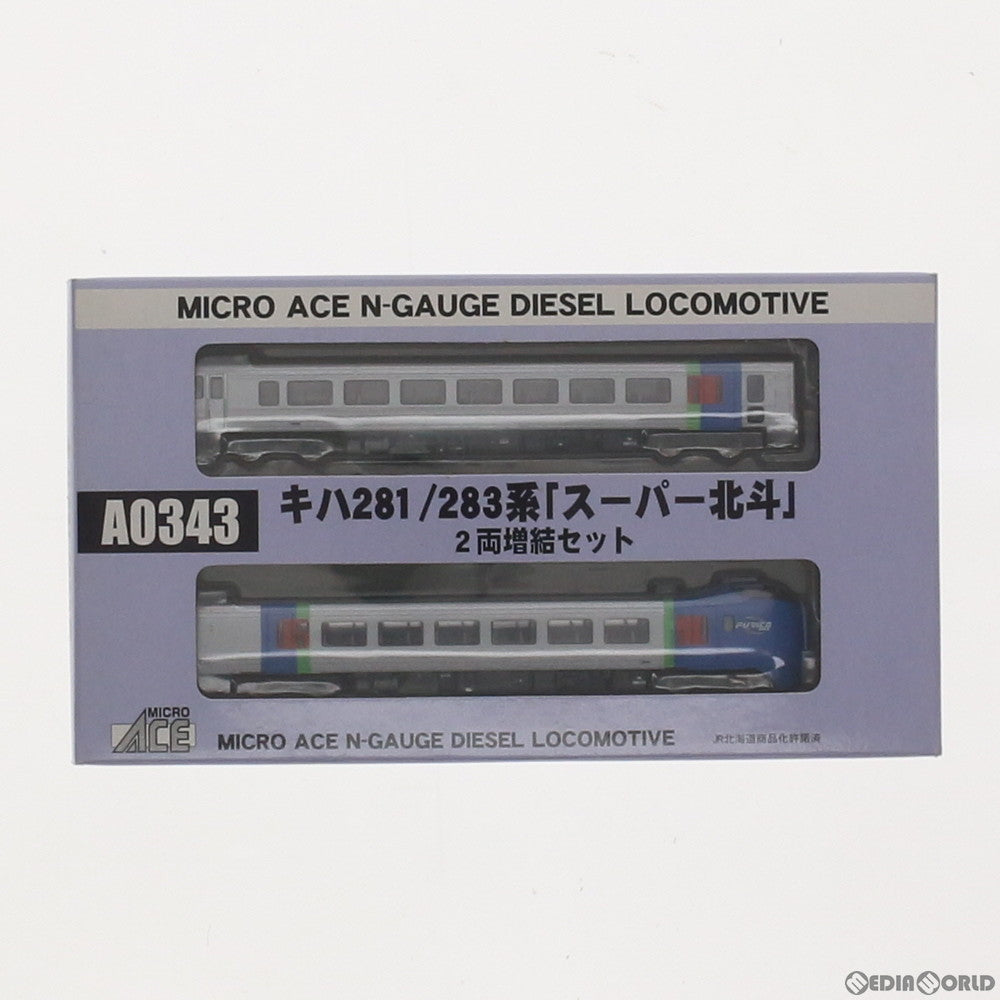 MICRO ACE N-GAUGE DIESEL LOCOMOTIVE
A0343
キハ281/283系「スーパー北斗」
2両増結セット
FURICO 283
MICRO
ACE
MICRO ACE N-GAUGE DIESEL LOCOMOTIVE
JR北海道商品化許諾済
MEDIAWORLD